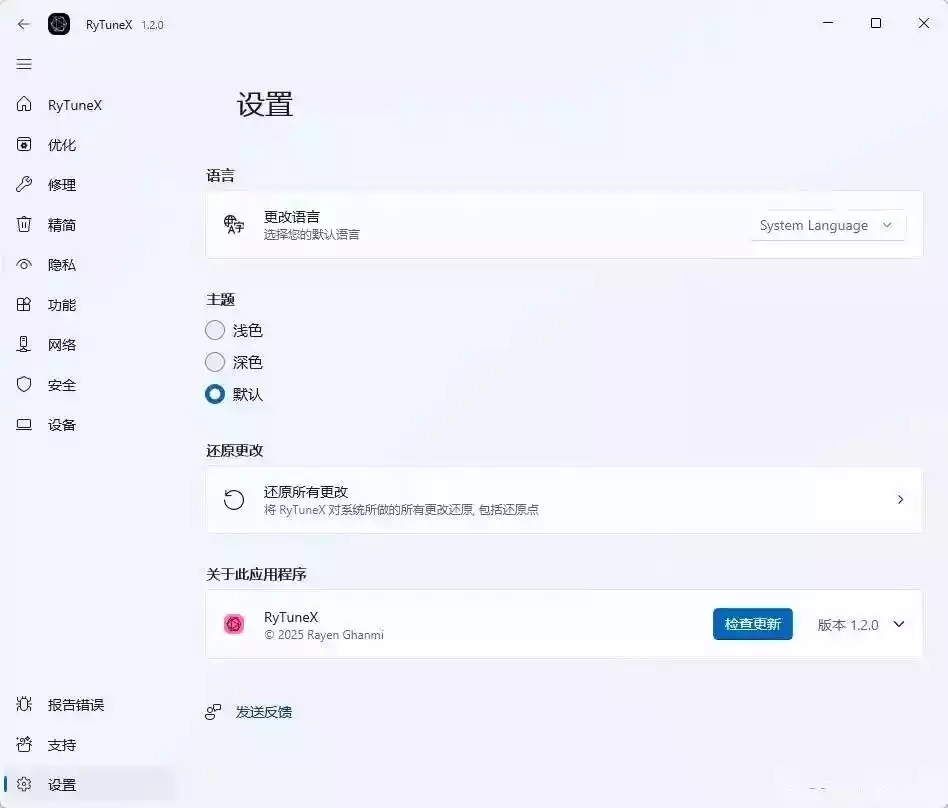 RyTuneX 1.2.0
RyTuneX
优化
修理
精简
隐私
功能
网络
安全
设备
报告错误
支持
设置
设置
语言
更改语言
选择您的默认语言
System Language
主题
浅色
深色
默认
还原更改
还原所有更改
将 RyTuneX 对系统所做的所有更改还原, 包括还原点
关于此应用程序
RyTuneX
© 2025 Rayen Ghanmi
检查更新
版本 1.2.0
发送反馈